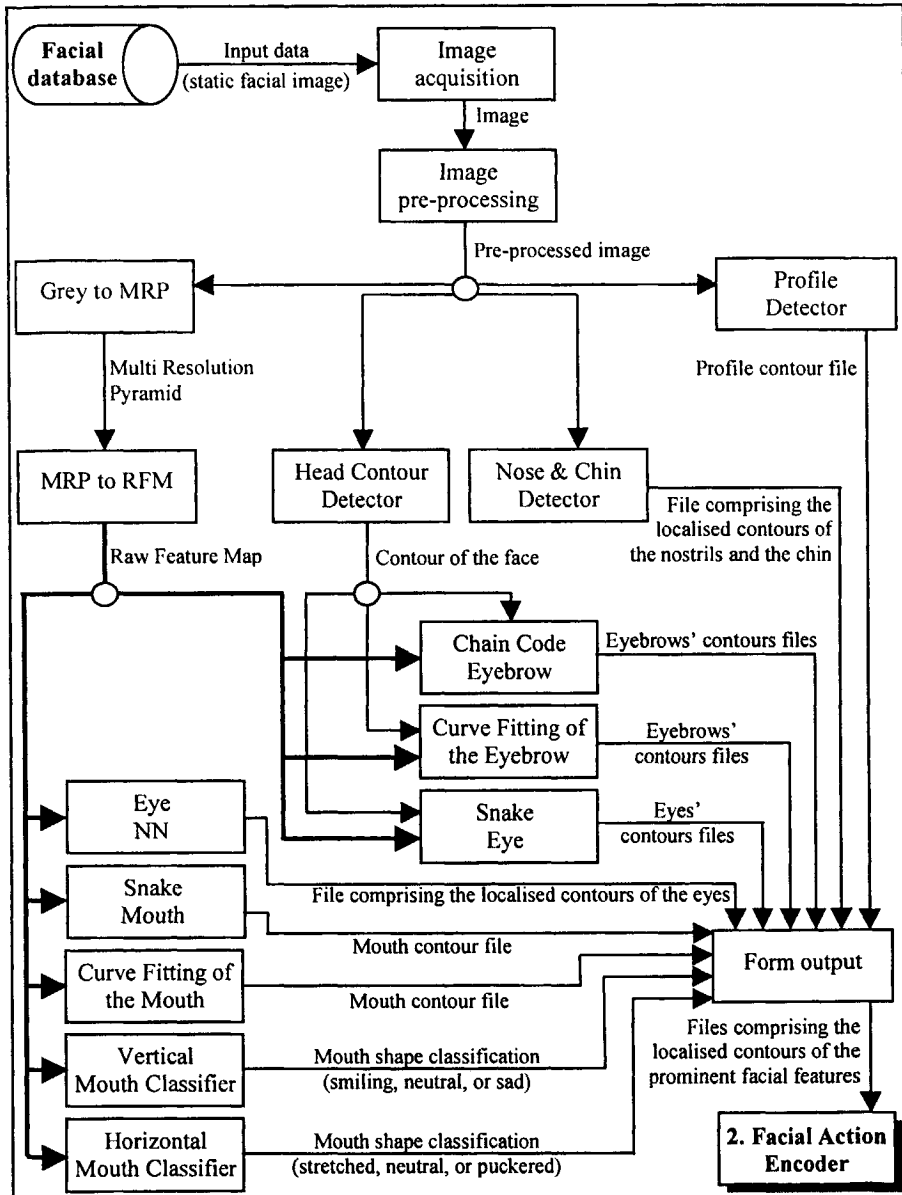 Facial
database
Input data
(static facial image)
Image
acquisition
Image
Image
pre-processing
Pre-processed image
Grey to MRP
Profile
Detector
Multi Resolution
Pyramid
Profile contour file
MRP to RFM
Head Contour
Detector
Nose & Chin
Detector
File comprising the
localised contours of
the nostrils and the chin
Raw Feature Map
Contour of the face
Chain Code
Eyebrow
Eyebrows' contours files
Curve Fitting of
the Eyebrow
Eyebrows'
contours files
Eye
NN
Snake
Eye
Eyes'
contours files
File comprising the localised contours of the eyes
Snake
Mouth
Mouth contour file
Form output
Curve Fitting of
the Mouth
Mouth contour file
Vertical
Mouth Classifier
Mouth shape classification
(smiling, neutral, or sad)
Files comprising the
localised contours of the
prominent facial features
Horizontal
Mouth Classifier
Mouth shape classification
(stretched, neutral, or puckered)
2. Facial Action
Encoder